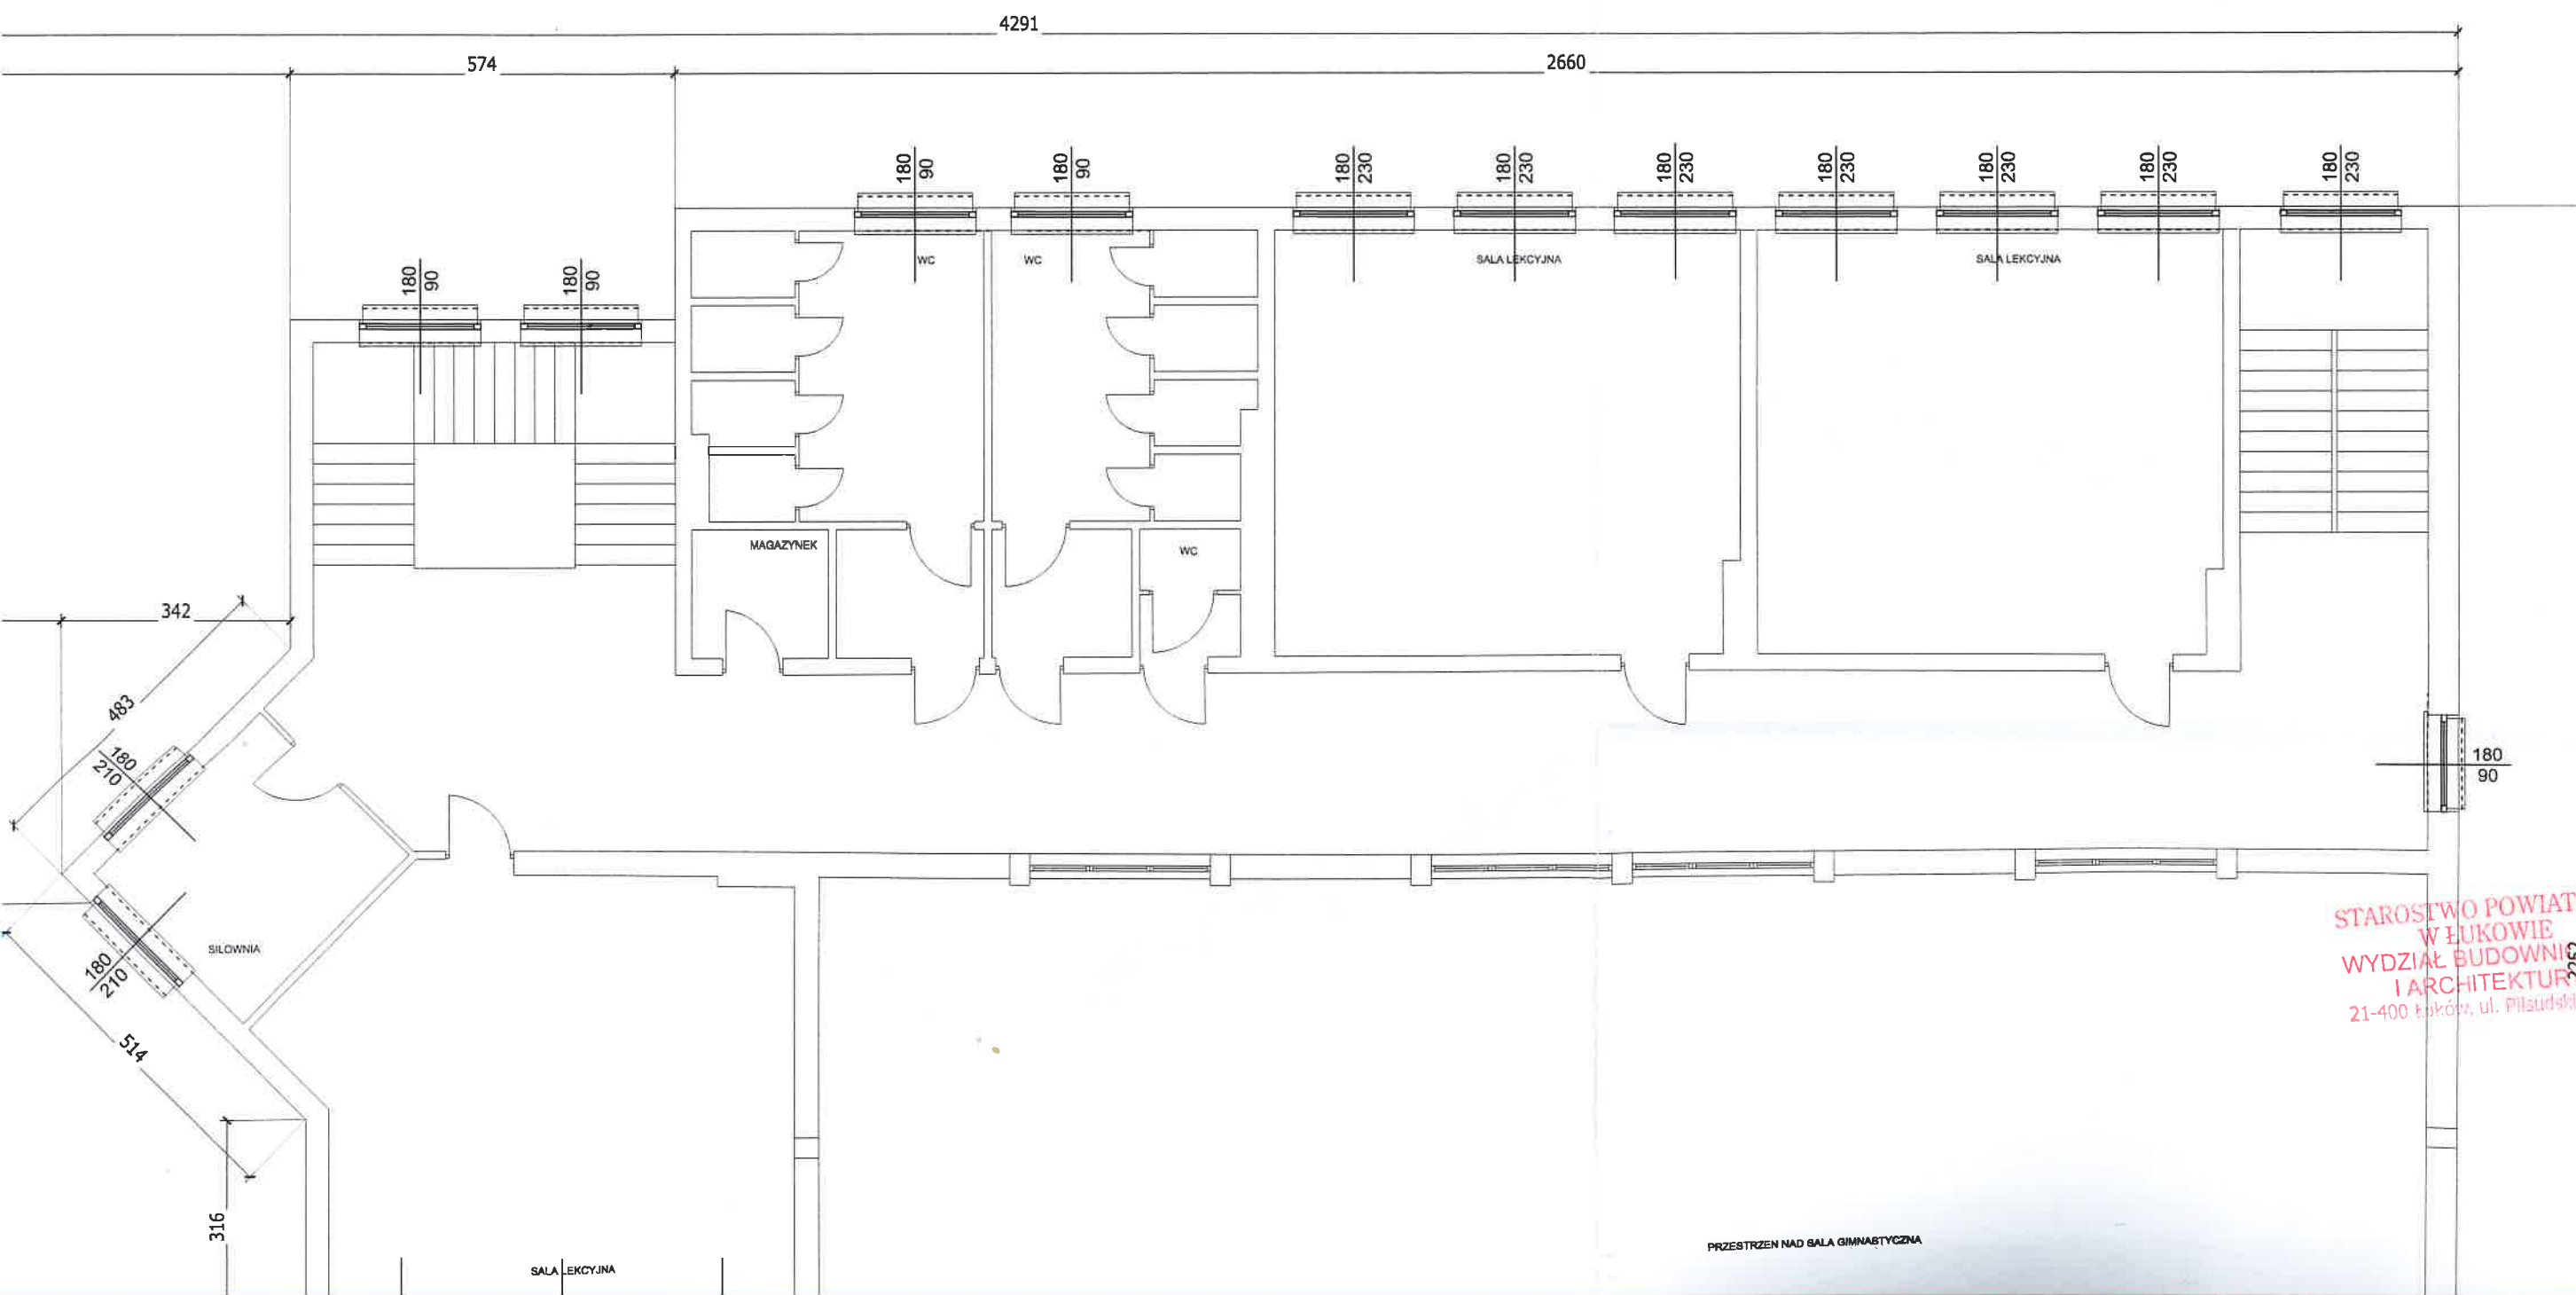 4291
574
2660
180
90
180
90
180
230
180
230
180
230
180
230
180
230
180
230
180
230
180
90
180
90
WC
WC
SALA LEKCYJNA
SALA LEKCYJNA
MAGAZYNEK
WC
342
483
180
210
180
90
180
210
SILOWNIA
514
316
STAROSTWO POWIAT
W ŁUKOWIE
WYDZIAŁ BUDOWNI
I ARCHITEKTUR
21-400 Łuków, ul. Piłsudski
2262
PRZESTRZEN NAD SALA GIMNASTYCZNA
SALA LEKCYJNA